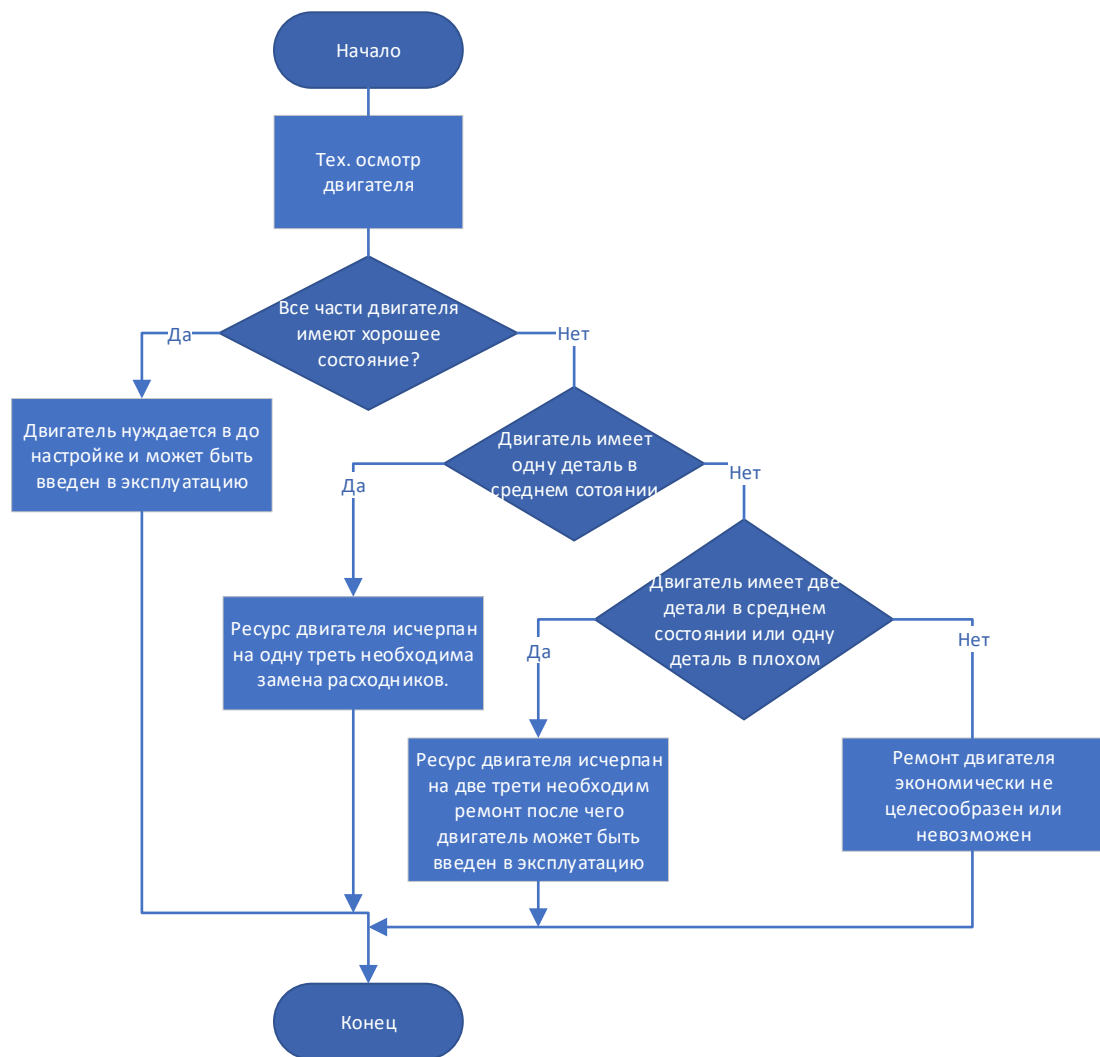 Начало
Тех. осмотр
двигателя
Все части двигателя
имеют хорошее
состояние?
Да
Нет
Двигатель нуждается в до
настройке и может быть
введен в эксплуатацию
Двигатель имеет
одну деталь в
среднем сотоянии
Да
Нет
Ресурс двигателя исчерпан
на одну треть необходима
замена расходников.
Двигатель имеет две
детали в среднем
состоянии или одну
деталь в плохом
Да
Нет
Ресурс двигателя исчерпан
на две трети необходим
ремонт после чего
двигатель может быть
введен в эксплуатацию
Ремонт двигателя
экономически не
целесообразен или
невозможен
Конец